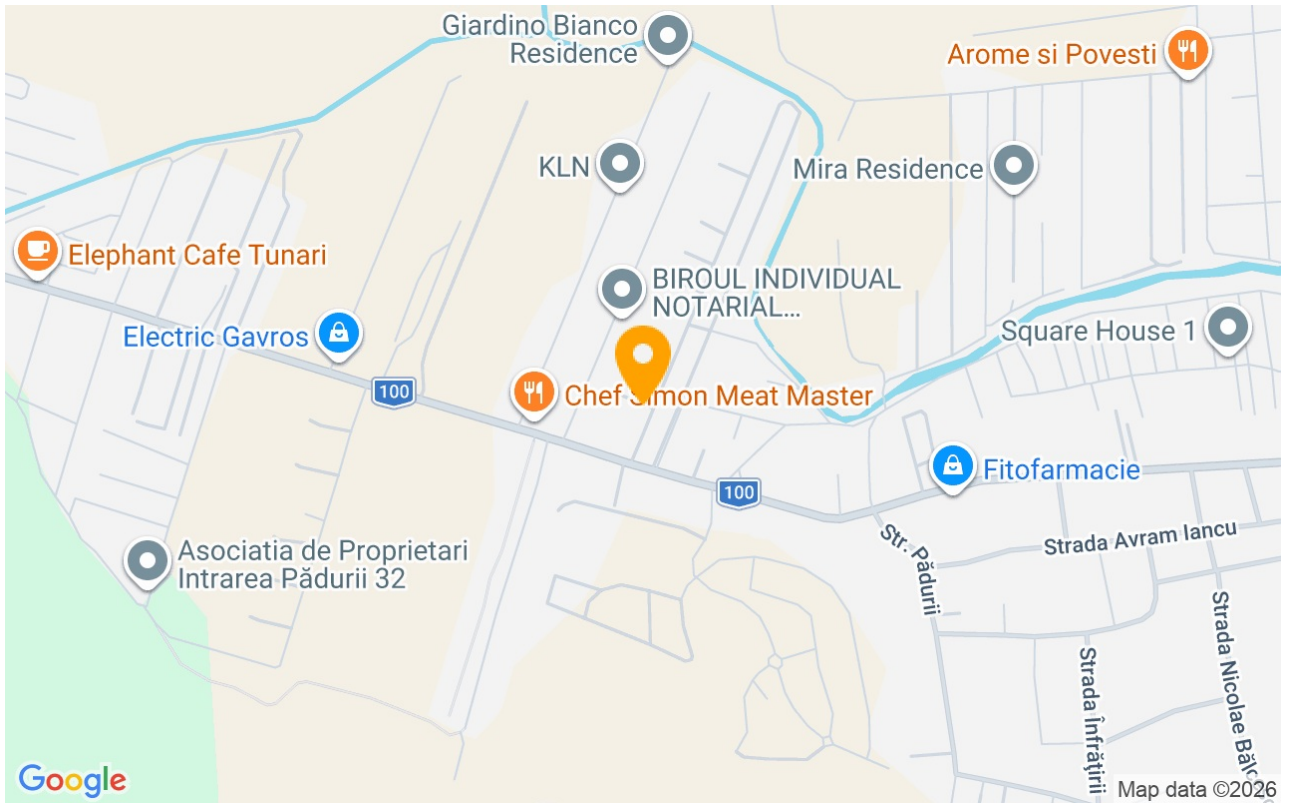 Giardino Bianco
Residence
Arome si Povesti
KLN
Mira Residence
Elephant Cafe Tunari
BIROUL INDIVIDUAL
NOTARIAL...
Electric Gavros
Square House 1
100
Chef Simon Meat Master
100
Fitofarmacie
Str. Pădurii
Strada Avram Iancu
Asociatia de Proprietari
Intrarea Pădurii 32
Strada Înfrățirii
Strada Nicolae
Google
Map data ©2026